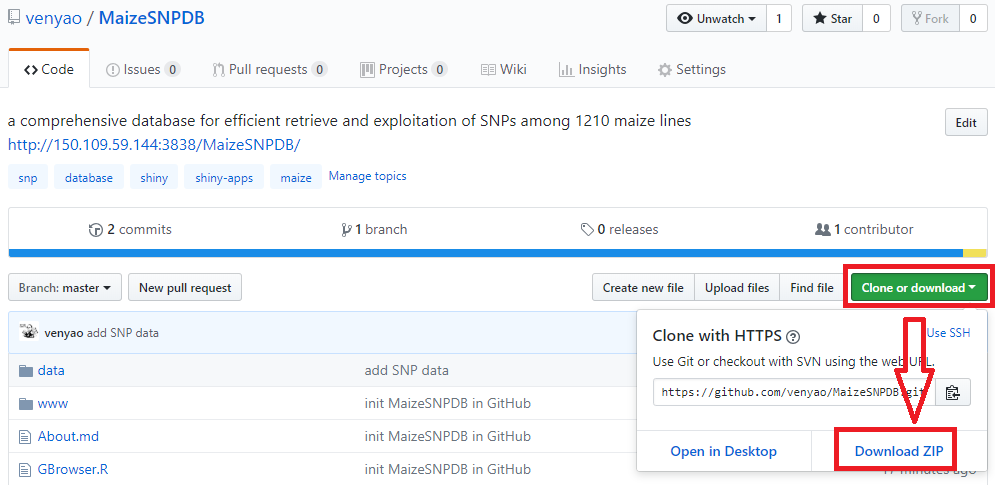 venyao / MaizeSNPDB
Unwatch 1 Star 0 Fork 0
Code Issues 0 Pull requests 0 Projects 0 Wiki Insights Settings
a comprehensive database for efficient retrieve and exploitation of SNPs among 1210 maize lines
Edit
http://150.109.59.144:3838/MaizeSNPDB/
snp database shiny shiny-apps maize Manage topics
2 commits 1 branch 0 releases 1 contributor
Branch: master New pull request Create new file Upload files Find file Clone or download
venyao add SNP data
data add SNP data
www init MaizeSNPDB in GitHub
About.md init MaizeSNPDB in GitHub
GBrowser.R init MaizeSNPDB in GitHub
Clone with HTTPS ? Use SSH
Use Git or checkout with SVN using the web URL.
https://github.com/venyao/MaizeSNPDB.git
Open in Desktop Download ZIP
minutes ago